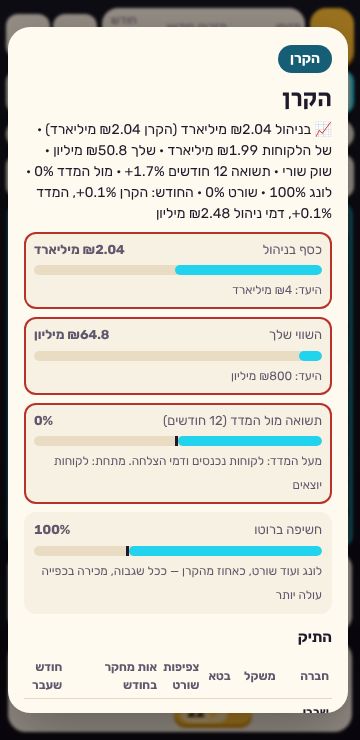 הקרן
הקרן
📈 בניהול ₪2.04 מיליארד (הקרן ₪2.04 מיליארד) •
של הלקוחות ₪1.99 מיליארד • שלך ₪50.8 מיליון •
שוק שורי • תשואה 12 חודשים +1.7% • מול המדד 0% •
לונג 100% • שורט 0% • החודש: הקרן +0.1%, המדד
+0.1%, דמי ניהול ₪2.48 מיליון
כסף בניהול ₪2.04 מיליארד
היעד: ₪4 מיליארד
השווי שלך ₪64.8 מיליון
היעד: ₪800 מיליון
תשואה מול המדד (12 חודשים) 0%
מעל המדד: לקוחות נכנסים ודמי הצלחה. מתחת: לקוחות
יוצאים
חשיפה ברוטו 100%
לונג ועוד שורט, כאחוז מהקרן — ככל שגבוה, מכירה בכפייה
עולה יותר
התיק
חברה משקל בטא צפיפות שורט אות מחקר בחודש חודש שעבר